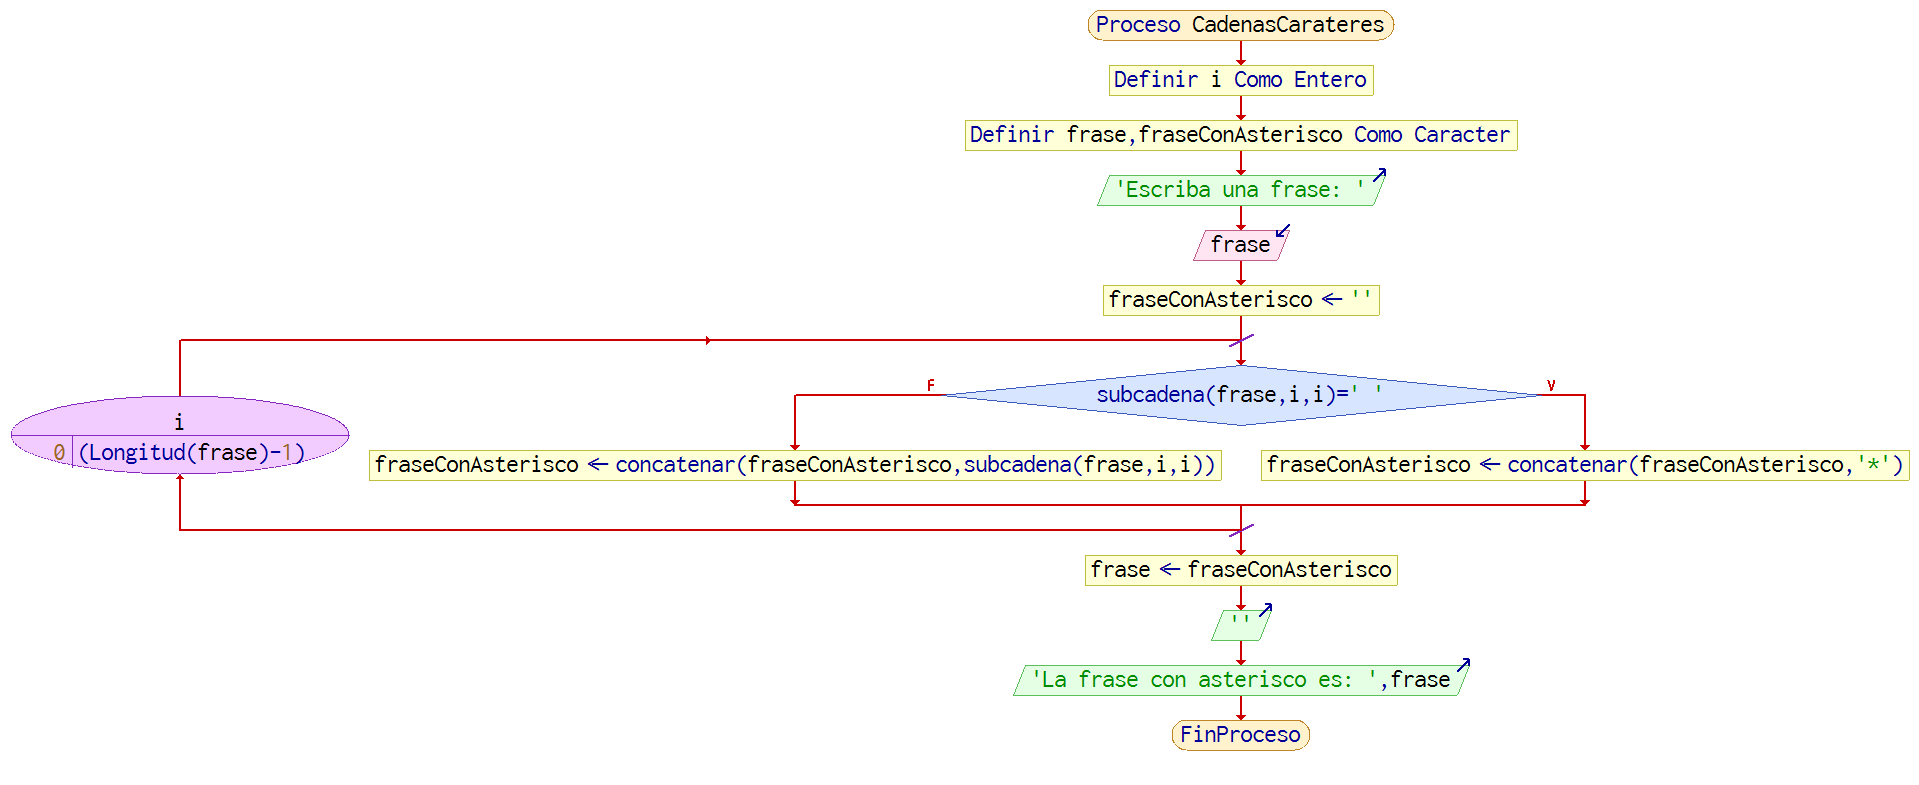 Proceso CadenasCarateres
Definir i Como Entero
Definir frase,fraseConAsterisco Como Caracter
'Escriba una frase: '
frase
fraseConAsterisco ← ''
F
subcadena(frase,i,i)=' '
V
i
0 (Longitud(frase)-1)
fraseConAsterisco ← concatenar(fraseConAsterisco,subcadena(frase,i,i))
fraseConAsterisco ← concatenar(fraseConAsterisco,'*')
frase ← fraseConAsterisco
''
'La frase con asterisco es: ',frase
FinProceso